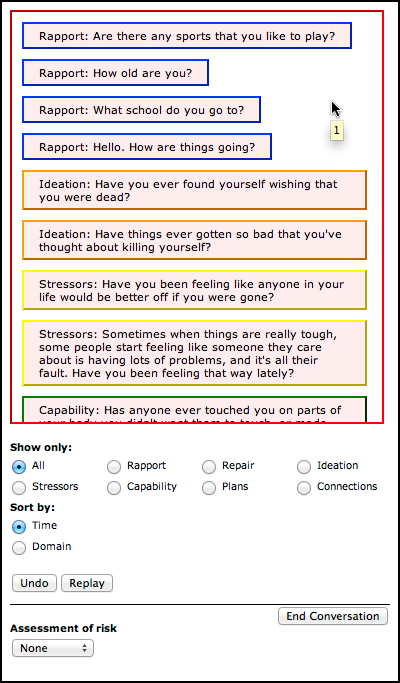 Rapport: Are there any sports that you like to play?
Rapport: How old are you?
Rapport: What school do you go to?
1
Rapport: Hello. How are things going?
Ideation: Have you ever found yourself wishing that
you were dead?
Ideation: Have things ever gotten so bad that you've
thought about killing yourself?
Stressors: Have you been feeling like anyone in your
life would be better off if you were gone?
Stressors: Sometimes when things are really tough,
some people start feeling like someone they care
about is having lots of problems, and it's all their
fault. Have you been feeling that way lately?
Capability: Has anyone ever touched you on parts of
your body you didn't want them to touch, or made
Show only:
All Rapport Repair Ideation
Stressors Capability Plans Connections
Sort by:
Time
Domain
Undo Replay
End Conversation
Assessment of risk
None